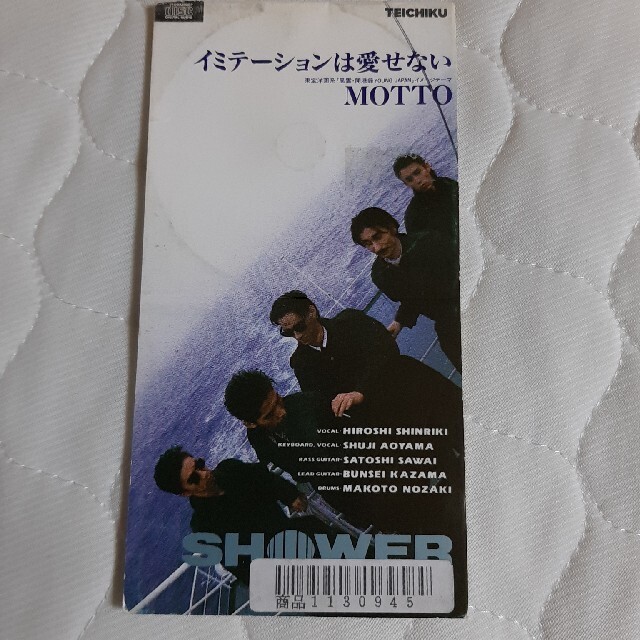 TEICHIKU
イミテーションは愛せない
MOTTO
VOCAL・HIROSHI SHINRIKI
KEYBOARD, VOCAL・SHUJI AOYAMA
BASS GUITAR・SATOSHI SAWAI
LEAD GUITAR・BUNSEI KAZAMA
DRUMS・MAKOTO NOZAKI
SHOWER
商品1130945